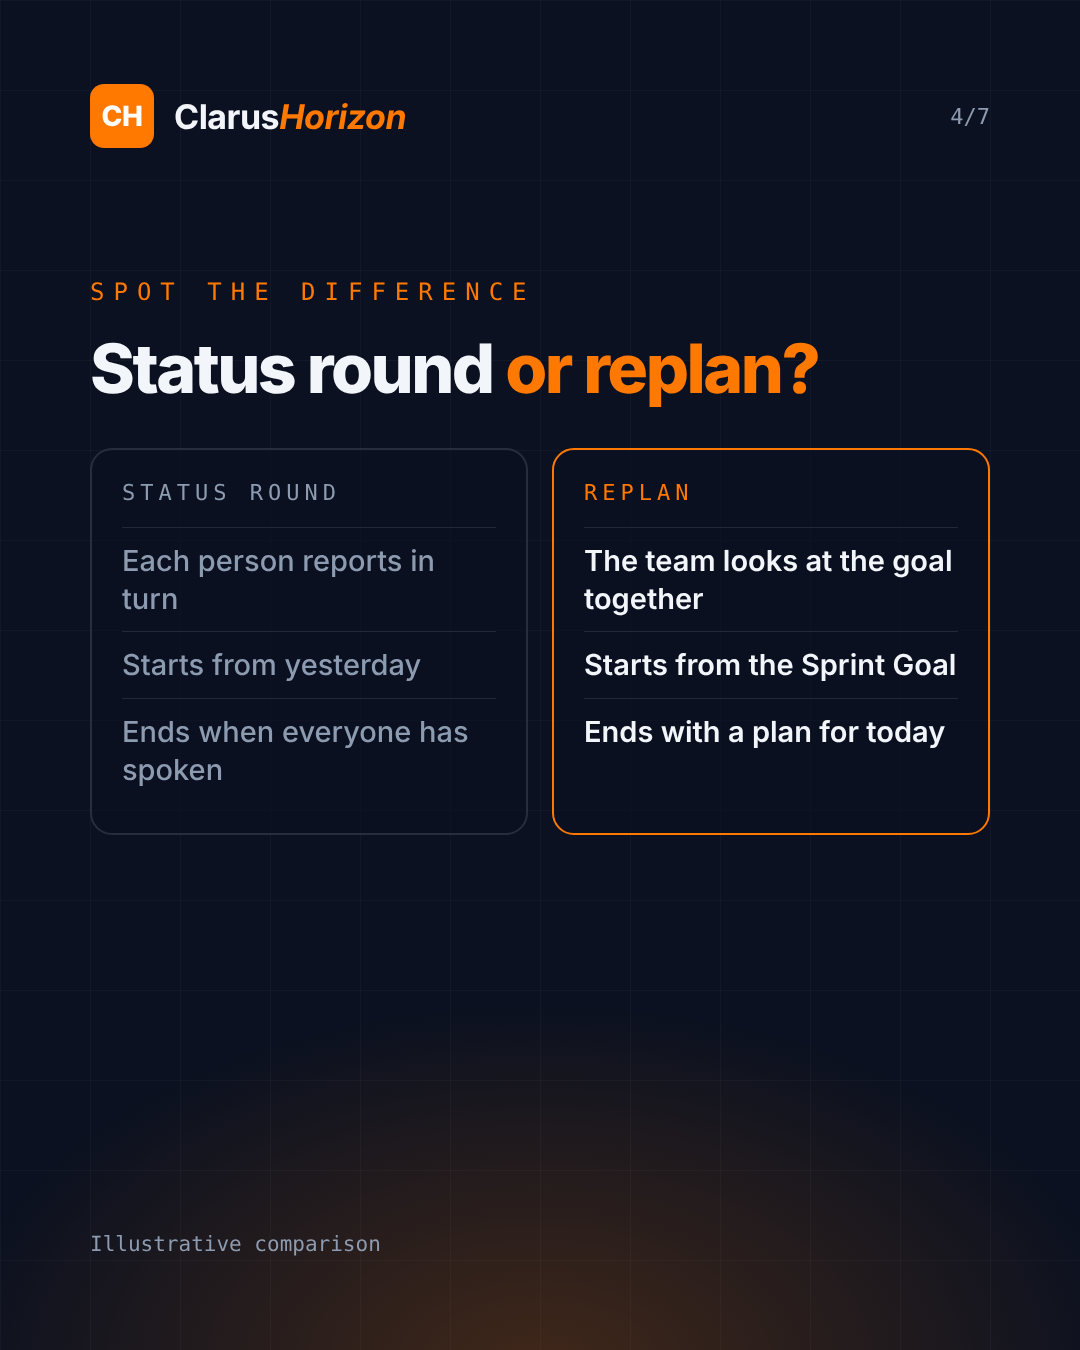 CH
ClarusHorizon
4/7
SPOT THE DIFFERENCE
Status round or replan?
STATUS ROUND
Each person reports in
turn
Starts from yesterday
Ends when everyone has
spoken
REPLAN
The team looks at the goal
together
Starts from the Sprint Goal
Ends with a plan for today
Illustrative comparison